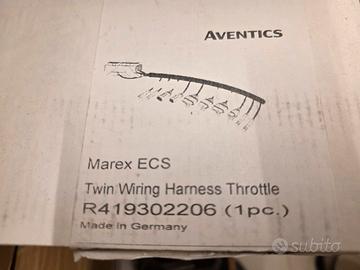 AVENTICS
Marex ECS
Twin Wiring Harness Throttle
R419302206 (1pc.)
Made in Germany
subito